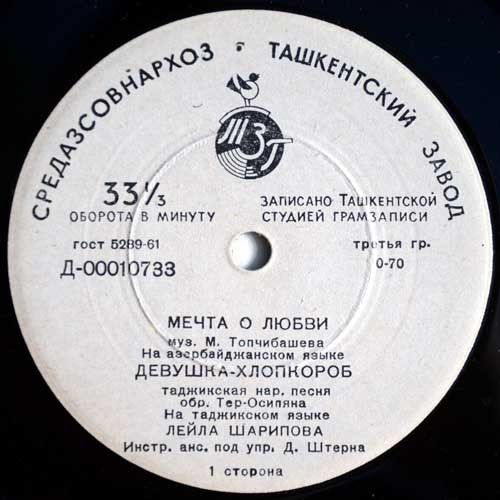 СРЕДАЗСОВНАРХОЗ • ТАШКЕНТСКИЙ ЗАВОД
ТЗГ
33⅓
ОБОРОТА В МИНУТУ
ЗАПИСАНО ТАШКЕНТСКОЙ
СТУДИЕЙ ГРАМЗАПИСИ
ГОСТ 5289-61
третья гр.
Д-00010733
0-70
МЕЧТА О ЛЮБВИ
муз. М. Топчибашева
На азербайджанском языке
ДЕВУШКА-ХЛОПКОРОБ
таджикская нар. песня
обр. Тер-Осипяна
На таджикском языке
ЛЕЙЛА ШАРИПОВА
Инстр. анс. под упр. Д. Штерна
1 сторона